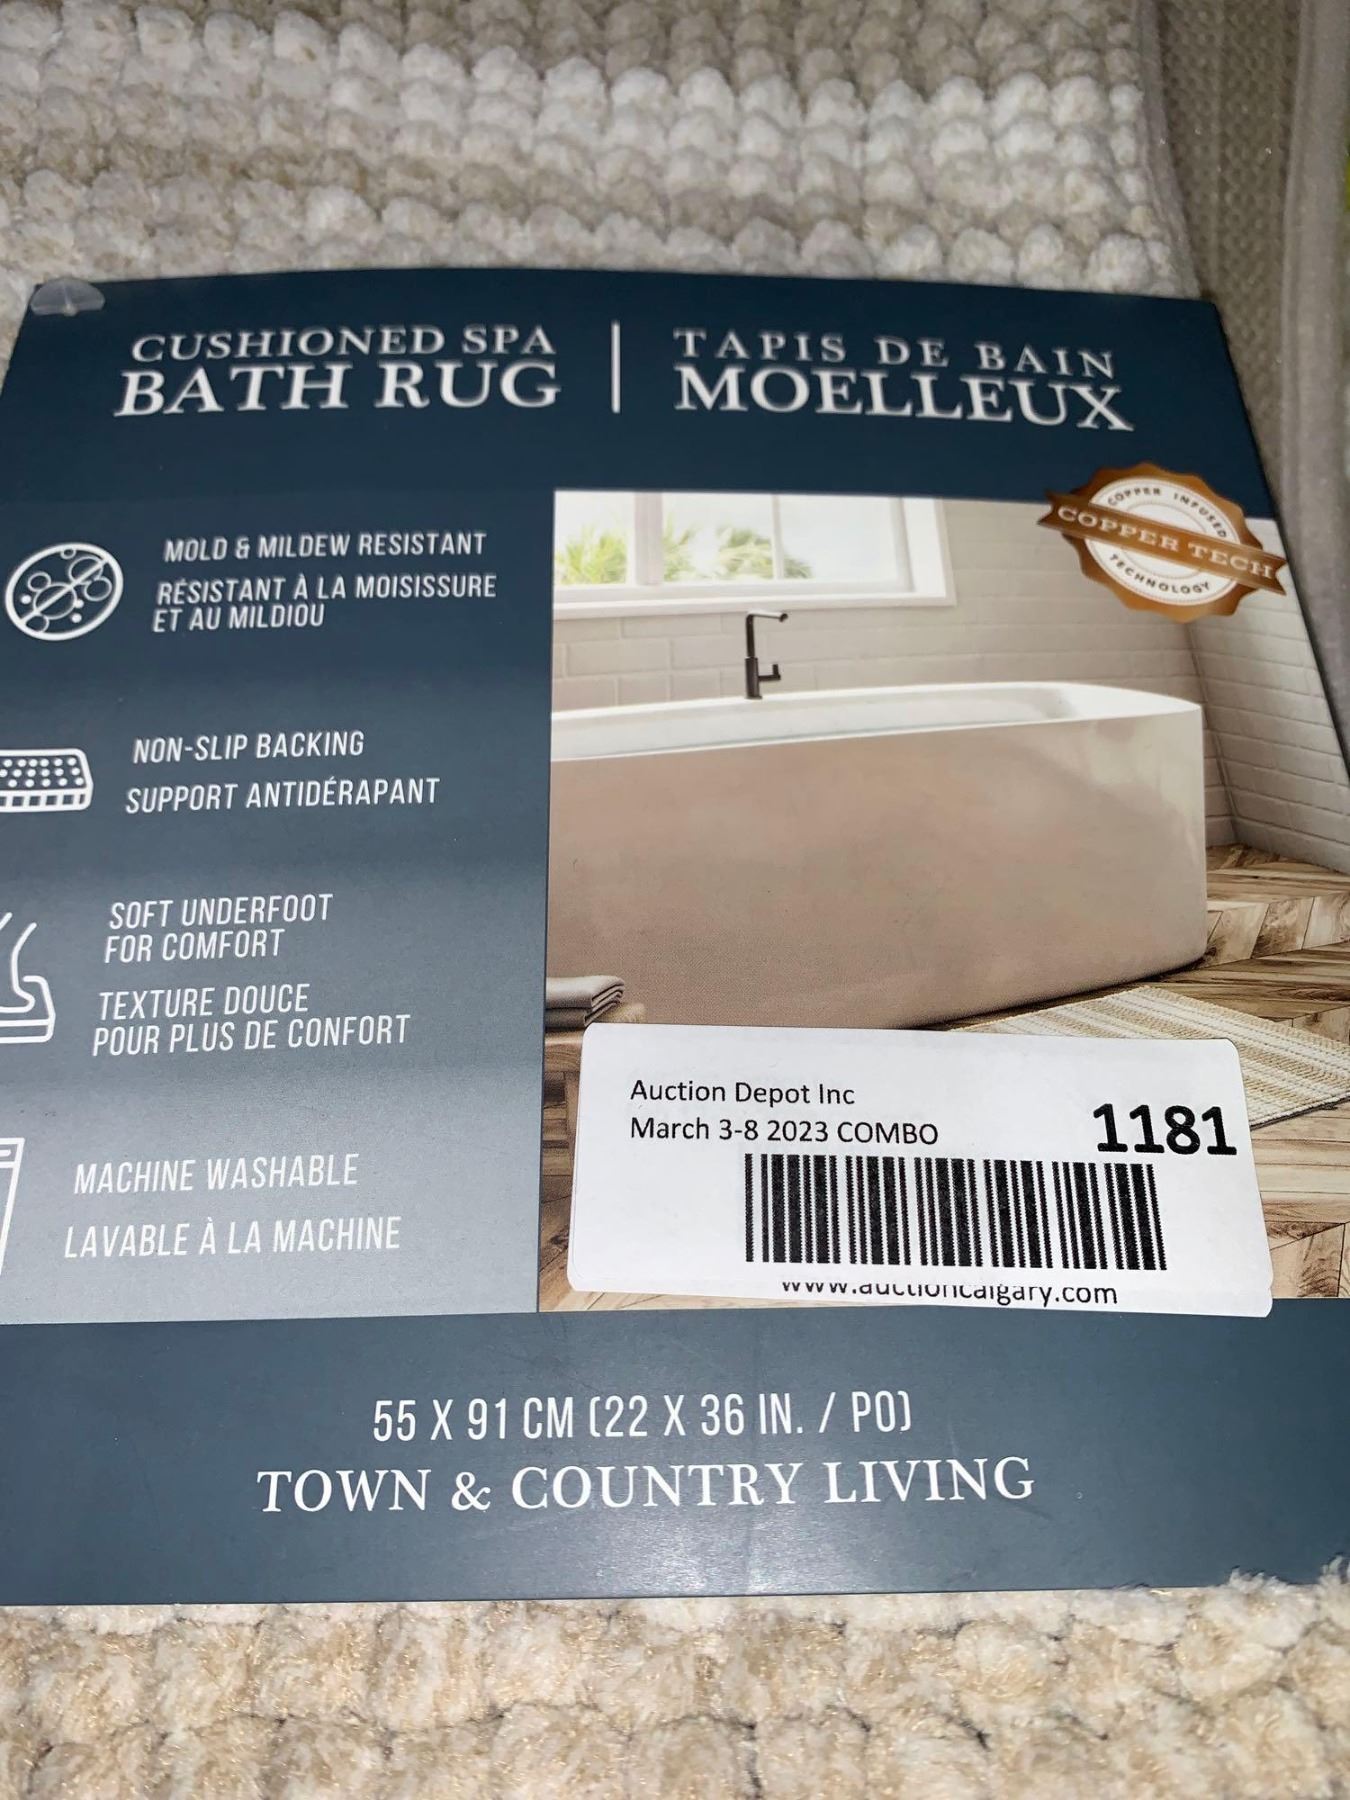 CUSHIONED SPA
BATH RUG
TAPIS DE BAIN
MOELLEUX
COPPER INFUSED
COPPER TECH
TECHNOLOGY
MOLD & MILDEW RESISTANT
RÉSISTANT À LA MOISISSURE
ET AU MILDIOU
NON-SLIP BACKING
SUPPORT ANTIDÉRAPANT
SOFT UNDERFOOT
FOR COMFORT
TEXTURE DOUCE
POUR PLUS DE CONFORT
MACHINE WASHABLE
LAVABLE À LA MACHINE
Auction Depot Inc
March 3-8 2023 COMBO
1181
www.auctioncalgary.com
55 X 91 CM (22 X 36 IN. / PO)
TOWN & COUNTRY LIVING